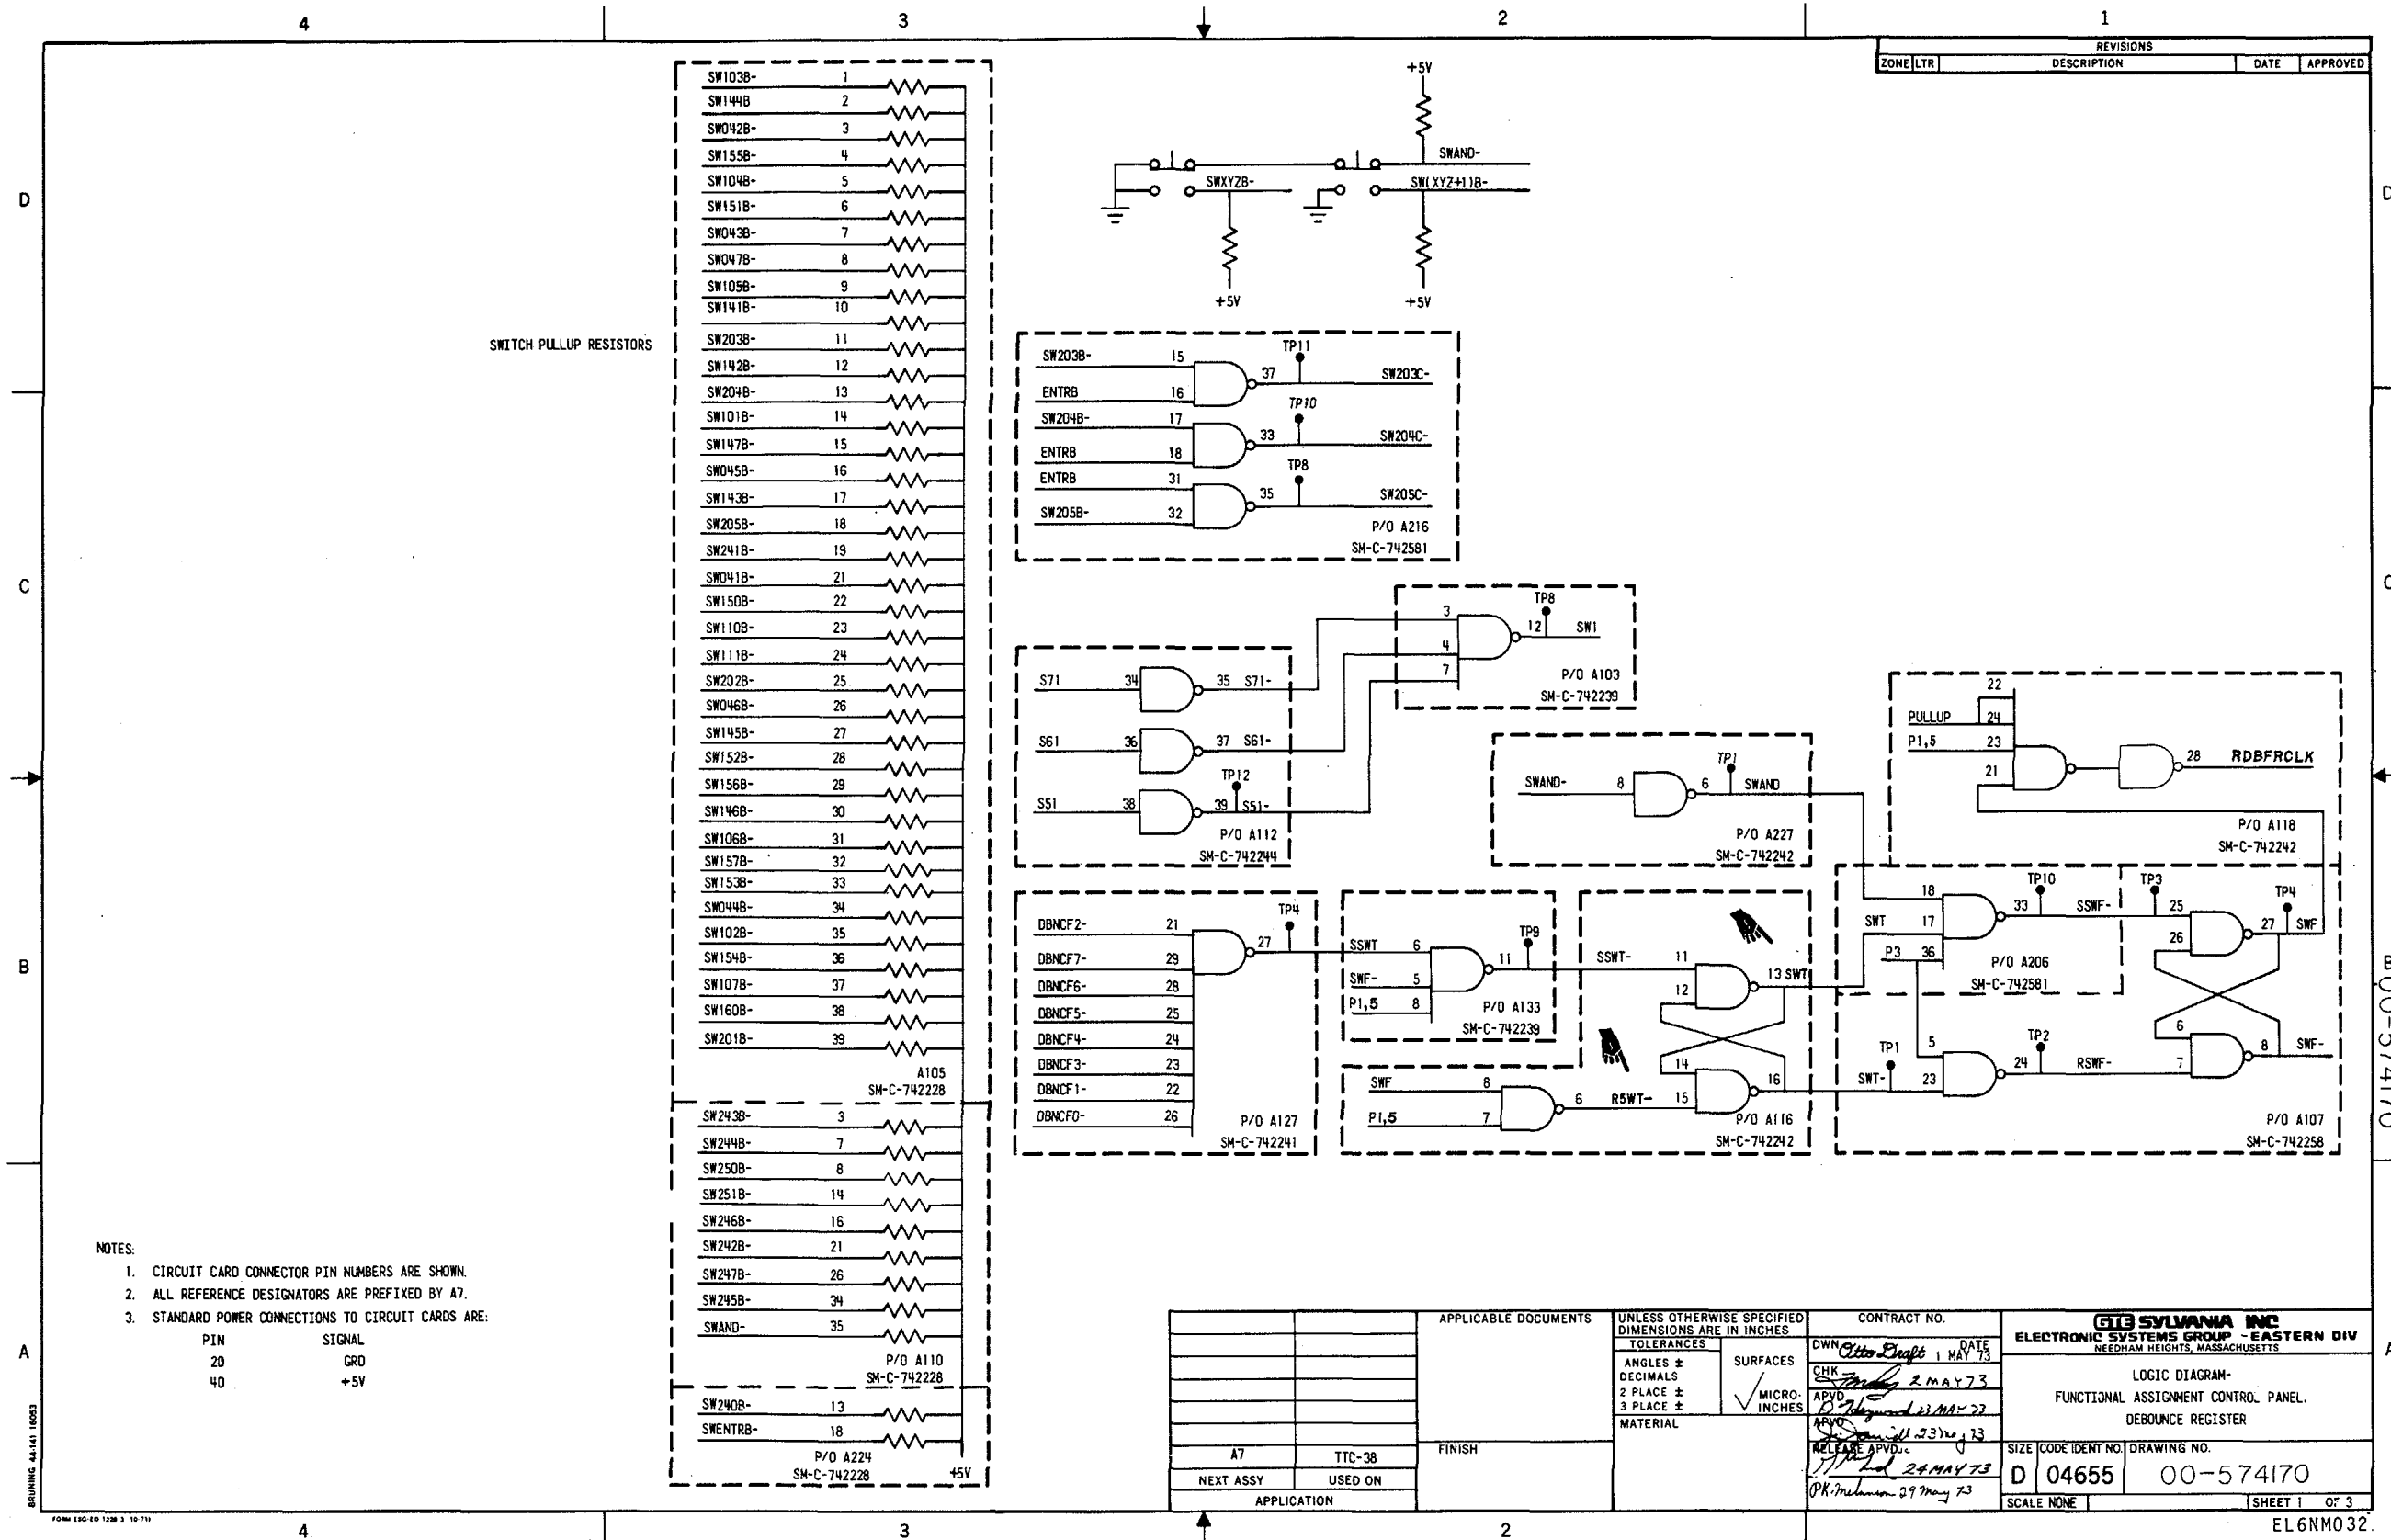 4 3 2 1
REVISIONS
ZONE LTR DESCRIPTION DATE APPROVED
D
C
B
A
SWITCH PULLUP RESISTORS
SW103B- 1
SW144B 2
SW042B- 3
SW155B- 4
SW104B- 5
SW151B- 6
SW043B- 7
SW047B- 8
SW105B- 9
SW141B- 10
SW203B- 11
SW142B- 12
SW204B- 13
SW101B- 14
SW147B- 15
SW045B- 16
SW143B- 17
SW205B- 18
SW241B- 19
SW041B- 21
SW150B- 22
SW110B- 23
SW111B- 24
SW202B- 25
SW046B- 26
SW145B- 27
SW152B- 28
SW156B- 29
SW146B- 30
SW106B- 31
SW157B- 32
SW153B- 33
SW044B- 34
SW102B- 35
SW154B- 36
SW107B- 37
SW160B- 38
SW201B- 39
A105
SM-C-742228
SW243B- 3
SW244B- 7
SW250B- 8
SW251B- 14
SW246B- 16
SW242B- 21
SW247B- 26
SW245B- 34
SWAND- 35
P/O A110
SM-C-742228
SW240B- 13
SWENTRB- 18
P/O A224
SM-C-742228 +5V
+5V
SWAND-
SWXYZB- SW(XYZ+1)B-
+5V +5V
SW203B- 15 TP11
37 SW203C-
ENTRB 16 TP10
SW204B- 17
33 SW204C-
ENTRB 18 TP8
ENTRB 31
35 SW205C-
SW205B- 32
P/O A216
SM-C-742581
3 TP8
12 SW1
4
7
P/O A103
SM-C-742239
S71 34 35 S71-
S61 36 37 S61-
TP12
S51 38 39 S51-
P/O A112
SM-C-742244
TP1
SWAND- 8 6 SWAND
P/O A227
SM-C-742242
22
PULLUP 24
P1,5 23
21
28 RDBFRCLK
P/O A118
SM-C-742242
DBNCF2- 21
DBNCF7- 29
DBNCF6- 28
DBNCF5- 25
DBNCF4- 24
DBNCF3- 23
DBNCF1- 22
DBNCF0- 26
TP4
27
P/O A127
SM-C-742241
SSWT 6
SWF- 5
P1,5 8
TP9
11
P/O A133
SM-C-742239
SSWT- 11
12
13 SWT
14
RSWT- 15
16
SWF 8
P1,5 7
6
P/O A116
SM-C-742242
18
SWT 17
P3 36
TP10
33 SSWF-
P/O A206
SM-C-742581
TP3
25
26
TP4
27 SWF
5
TP1
SWT- 23
TP2
24 RSWF-
6
7
8 SWF-
P/O A107
SM-C-742258
00-574170
NOTES:
1. CIRCUIT CARD CONNECTOR PIN NUMBERS ARE SHOWN.
2. ALL REFERENCE DESIGNATORS ARE PREFIXED BY A7.
3. STANDARD POWER CONNECTIONS TO CIRCUIT CARDS ARE:
PIN SIGNAL
20 GRD
40 +5V
A7 TTC-38
NEXT ASSY USED ON
APPLICATION
APPLICABLE DOCUMENTS
FINISH
UNLESS OTHERWISE SPECIFIED
DIMENSIONS ARE IN INCHES
TOLERANCES
ANGLES ±
DECIMALS
2 PLACE ±
3 PLACE ±
SURFACES
MICRO-
INCHES
MATERIAL
CONTRACT NO.
DWN Otto Draft DATE 1 MAY 73
CHK 2 MAY 73
APVD 23 MAY 73
APVD 23 May 73
RELEASE APVD 24 MAY 73
PK. Melanson 29 May 73
GTE SYLVANIA INC
ELECTRONIC SYSTEMS GROUP - EASTERN DIV
NEEDHAM HEIGHTS, MASSACHUSETTS
LOGIC DIAGRAM-
FUNCTIONAL ASSIGNMENT CONTROL PANEL.
DEBOUNCE REGISTER
SIZE CODE IDENT NO. DRAWING NO.
D 04655 00-574170
SCALE NONE SHEET 1 OF 3
BRUNING 44-141 16053
4 3 2
EL6NM032